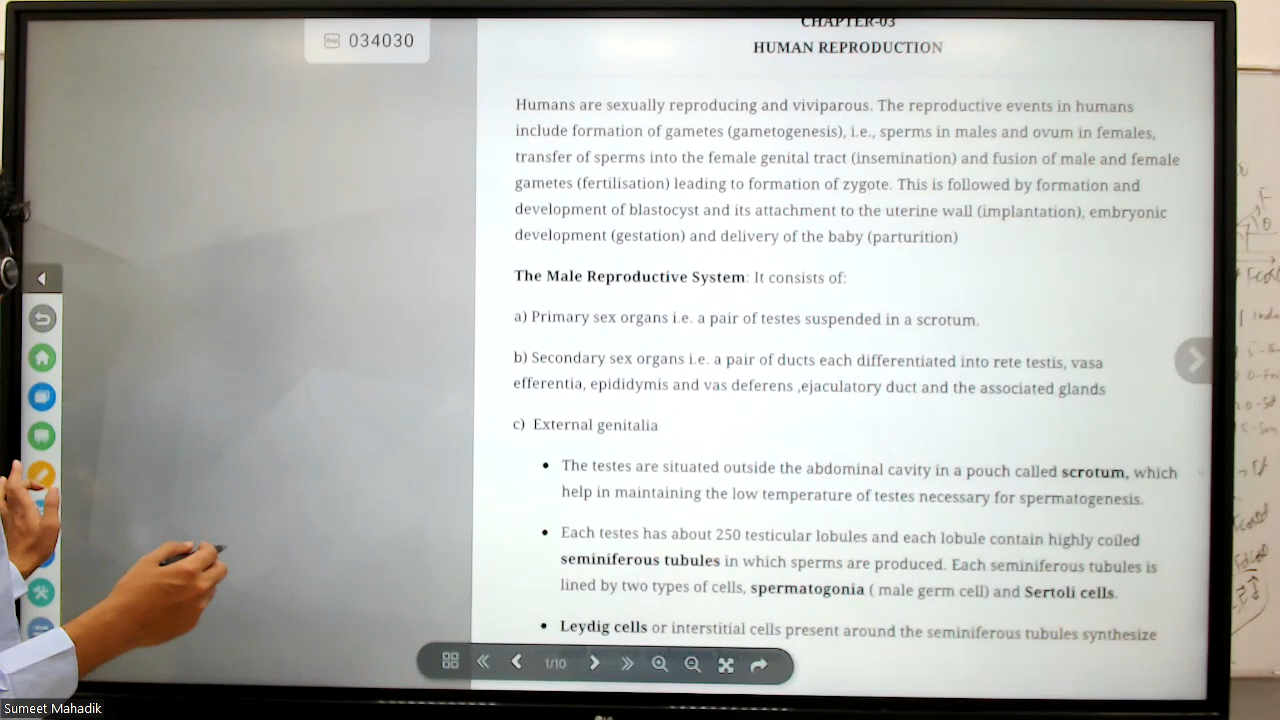 034030
CHAPTER-03
HUMAN REPRODUCTION
Humans are sexually reproducing and viviparous. The reproductive events in humans
include formation of gametes (gametogenesis), i.e., sperms in males and ovum in females,
transfer of sperms into the female genital tract (insemination) and fusion of male and female
gametes (fertilisation) leading to formation of zygote. This is followed by formation and
development of blastocyst and its attachment to the uterine wall (implantation), embryonic
development (gestation) and delivery of the baby (parturition)
The Male Reproductive System: It consists of:
a) Primary sex organs i.e. a pair of testes suspended in a scrotum.
b) Secondary sex organs i.e. a pair of ducts each differentiated into rete testis, vasa
efferentia, epididymis and vas deferens ,ejaculatory duct and the associated glands
c) External genitalia
• The testes are situated outside the abdominal cavity in a pouch called scrotum, which
help in maintaining the low temperature of testes necessary for spermatogenesis.
• Each testes has about 250 testicular lobules and each lobule contain highly coiled
seminiferous tubules in which sperms are produced. Each seminiferous tubules is
lined by two types of cells, spermatogonia ( male germ cell) and Sertoli cells.
• Leydig cells or interstitial cells present around the seminiferous tubules synthesize
1/10
Sumeet Mahadik